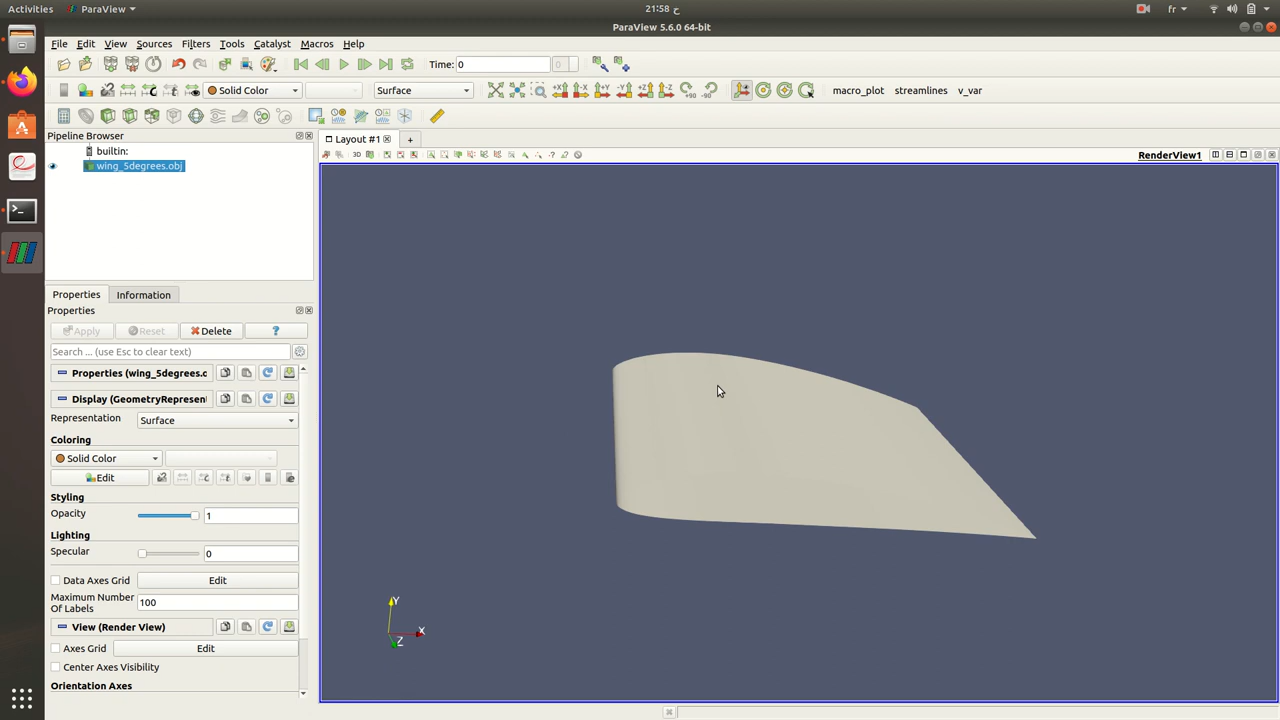 Activities ParaView 21:58 ح fr
ParaView 5.6.0 64-bit
File Edit View Sources Filters Tools Catalyst Macros Help
Time: 0 0
Solid Color Surface +X -X +Y -Y +Z -Z +90 -90 macro_plot streamlines v_var
Pipeline Browser
Layout #1 +
builtin:
3D RenderView1
wing_5degrees.obj
Properties Information
Properties
Apply Reset Delete ?
Search ... (use Esc to clear text)
Properties (wing_5degrees.c
Display (GeometryRepresent
Representation Surface
Coloring
Solid Color
Edit
Styling
Opacity 1
Lighting
Specular 0
Data Axes Grid Edit
Maximum Number
Of Labels 100
View (Render View)
Axes Grid Edit
Center Axes Visibility
Orientation Axes
Y
X
Z